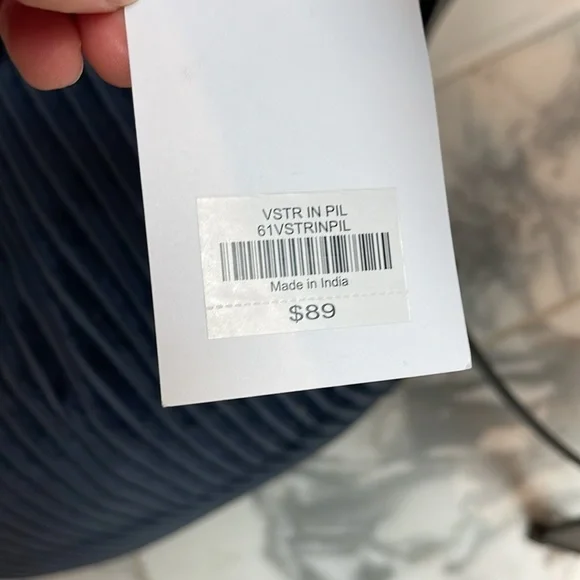 VSTR IN PIL
61VSTRINPIL
Made in India
$89